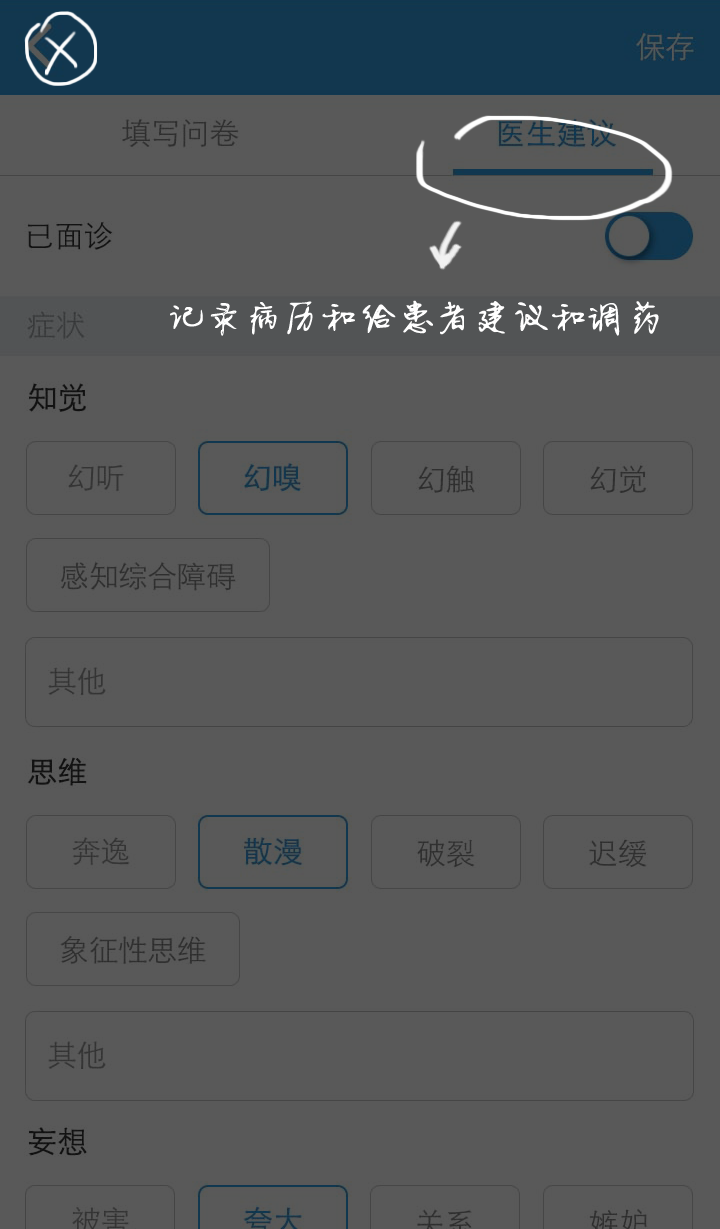 保存
填写问卷 医生建议
已面诊
症状
记录病历和给患者建议和调药
知觉
幻听 幻嗅 幻触 幻觉
感知综合障碍
其他
思维
奔逸 散漫 破裂 迟缓
象征性思维
其他
妄想
被害 夸大 关系 嫉妒